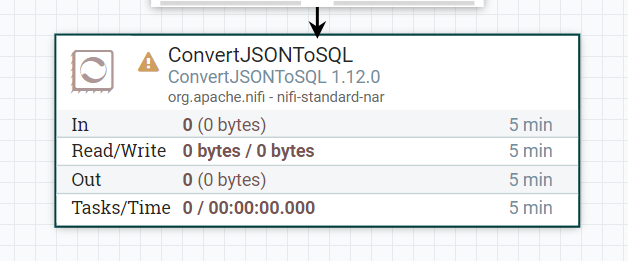 ConvertJSONToSQL
ConvertJSONToSQL 1.12.0
org.apache.nifi - nifi-standard-nar
In 0 (0 bytes) 5 min
Read/Write 0 bytes / 0 bytes 5 min
Out 0 (0 bytes) 5 min
Tasks/Time 0 / 00:00:00.000 5 min